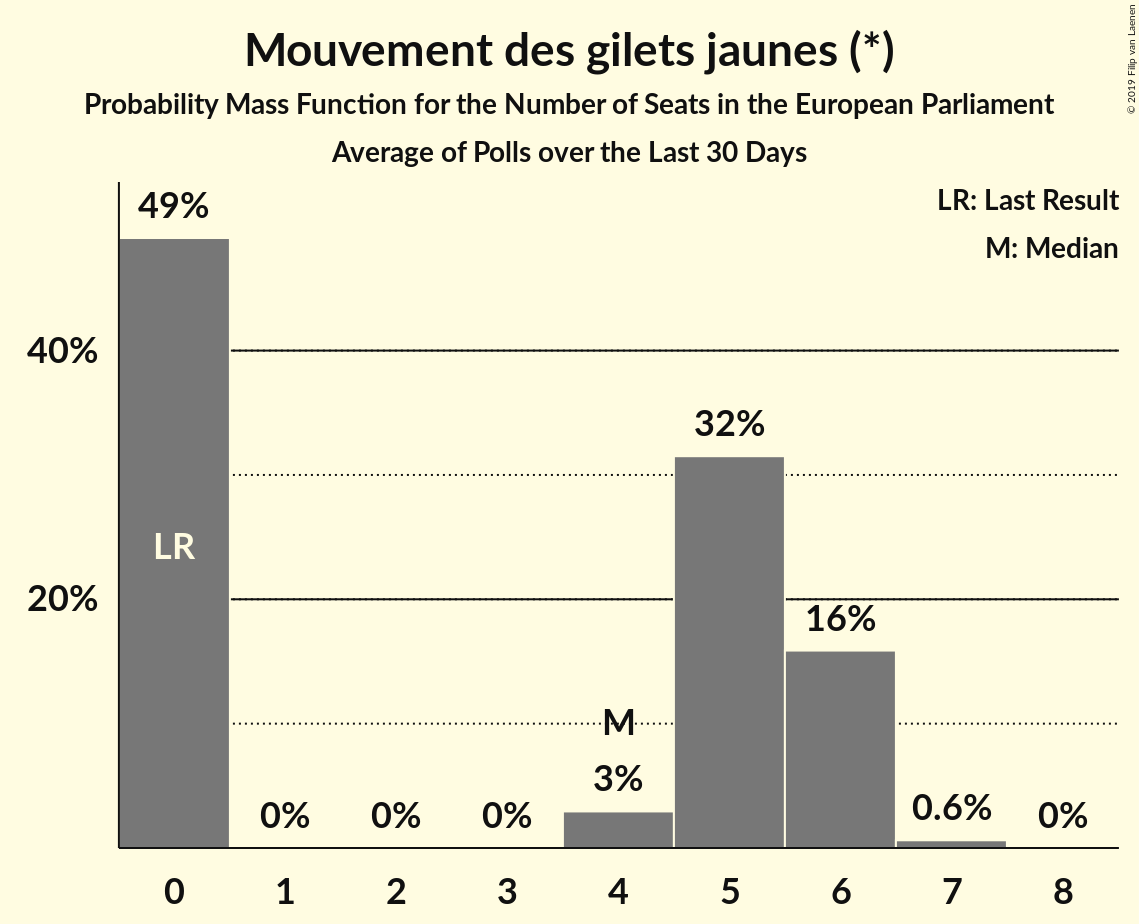 Mouvement des gilets jaunes (*)
Probability Mass Function for the Number of Seats in the European Parliament
Average of Polls over the Last 30 Days
© 2019 Filip van Laenen
LR: Last Result
M: Median
49%
40%
32%
LR
20%
16%
M
3%
0%
0%
0%
0.6%
0%
0 1 2 3 4 5 6 7 8